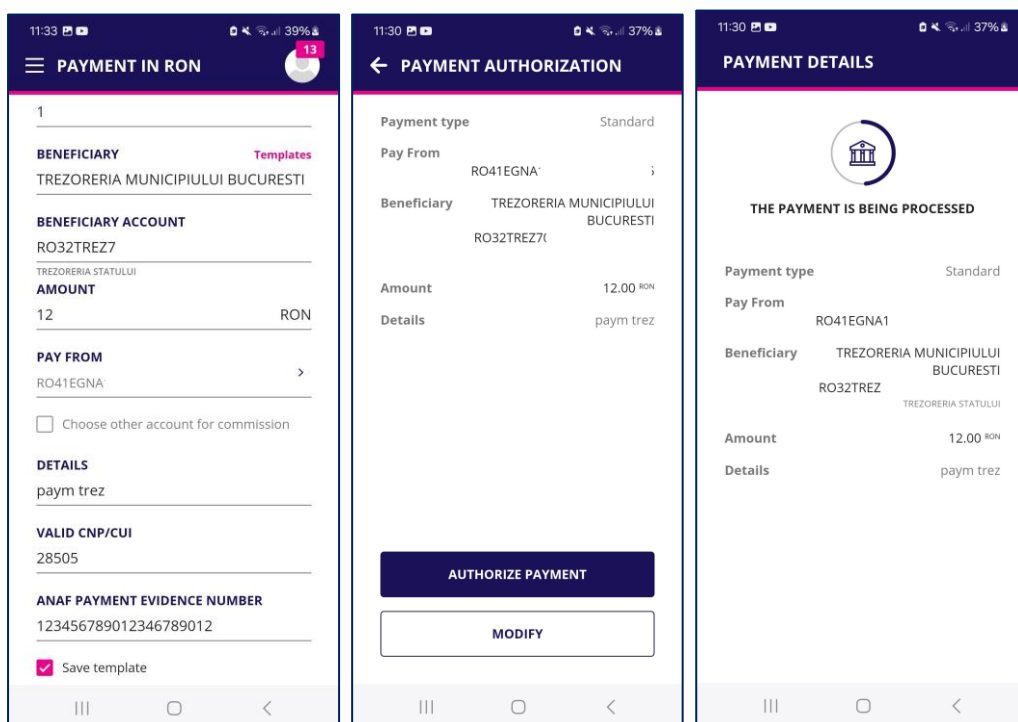 11:33 39%
13
PAYMENT IN RON
1
BENEFICIARY Templates
TREZORERIA MUNICIPIULUI BUCURESTI
BENEFICIARY ACCOUNT
RO32TREZ7
TREZORERIA STATULUI
AMOUNT
12 RON
PAY FROM
RO41EGNA
Choose other account for commission
DETAILS
paym trez
VALID CNP/CUI
28505
ANAF PAYMENT EVIDENCE NUMBER
123456789012346789012
Save template
11:30 37%
PAYMENT AUTHORIZATION
Payment type Standard
Pay From
RO41EGNA
Beneficiary TREZORERIA MUNICIPIULUI
BUCURESTI
RO32TREZ7
Amount 12.00 RON
Details paym trez
AUTHORIZE PAYMENT
MODIFY
11:30 37%
PAYMENT DETAILS
THE PAYMENT IS BEING PROCESSED
Payment type Standard
Pay From
RO41EGNA1
Beneficiary TREZORERIA MUNICIPIULUI
BUCURESTI
RO32TREZ
TREZORERIA STATULUI
Amount 12.00 RON
Details paym trez